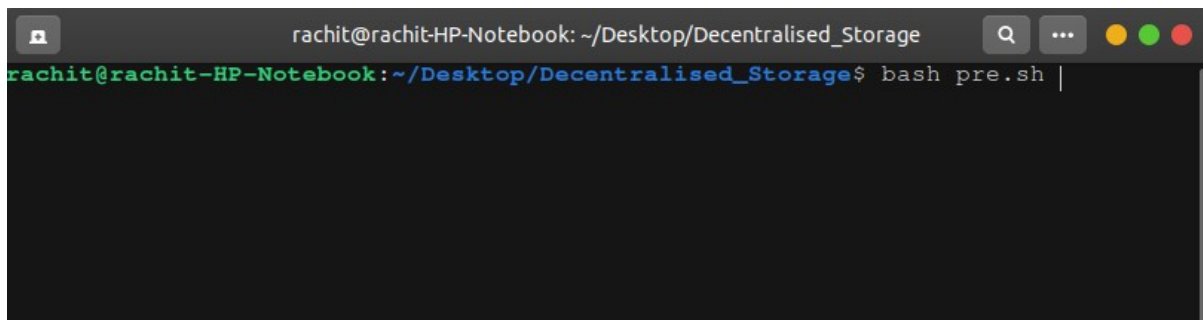 rachit@rachit-HP-Notebook: ~/Desktop/Decentralised_Storage
rachit@rachit-HP-Notebook:~/Desktop/Decentralised_Storage$ bash pre.sh